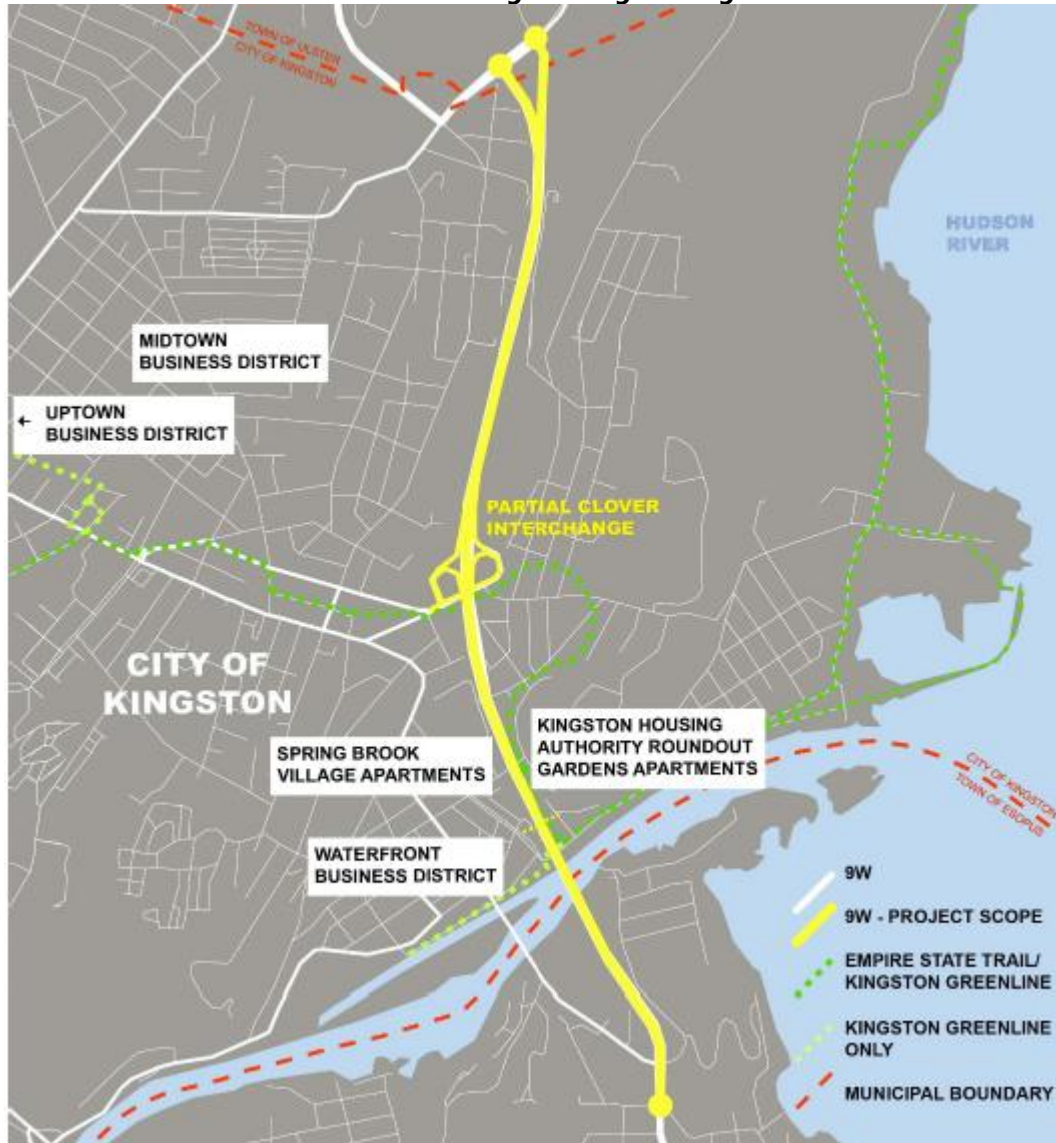 TOWN OF ULSTER
CITY OF KINGSTON
HUDSON
RIVER
MIDTOWN
BUSINESS DISTRICT
← UPTOWN
BUSINESS DISTRICT
PARTIAL CLOVER
INTERCHANGE
CITY OF
KINGSTON
SPRING BROOK
VILLAGE APARTMENTS
KINGSTON HOUSING
AUTHORITY ROUNDOUT
GARDENS APARTMENTS
WATERFRONT
BUSINESS DISTRICT
CITY OF KINGSTON
TOWN OF ESOPUS
9W
9W - PROJECT SCOPE
EMPIRE STATE TRAIL/
KINGSTON GREENLINE
KINGSTON GREENLINE
ONLY
MUNICIPAL BOUNDARY